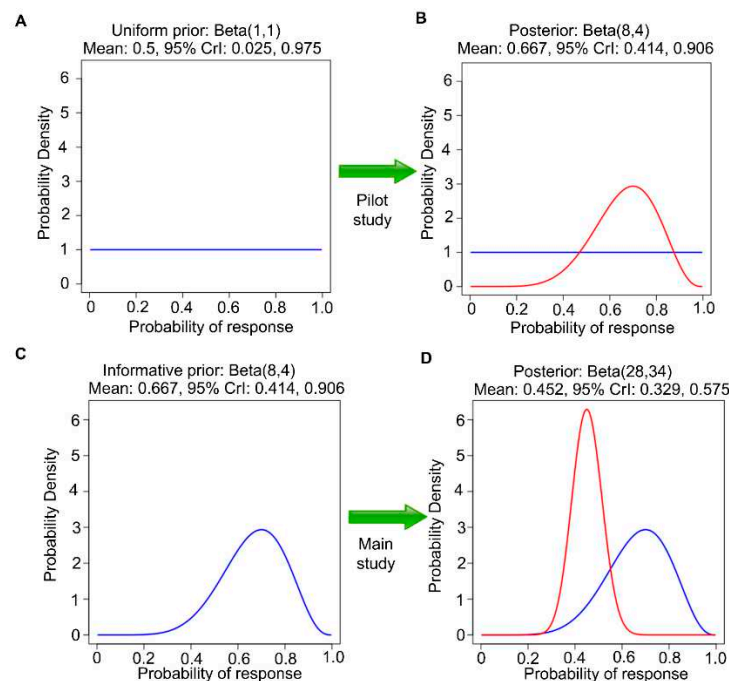 A
Uniform prior: Beta(1,1)
Mean: 0.5, 95% CrI: 0.025, 0.975
Probability Density
6
5
4
3
2
1
0
0 0.2 0.4 0.6 0.8 1.0
Probability of response
Pilot
study
B
Posterior: Beta(8,4)
Mean: 0.667, 95% CrI: 0.414, 0.906
Probability Density
6
5
4
3
2
1
0
0 0.2 0.4 0.6 0.8 1.0
Probability of response
C
Informative prior: Beta(8,4)
Mean: 0.667, 95% CrI: 0.414, 0.906
Probability Density
6
5
4
3
2
1
0
0 0.2 0.4 0.6 0.8 1.0
Probability of response
Main
study
D
Posterior: Beta(28,34)
Mean: 0.452, 95% CrI: 0.329, 0.575
Probability Density
6
5
4
3
2
1
0
0 0.2 0.4 0.6 0.8 1.0
Probability of response